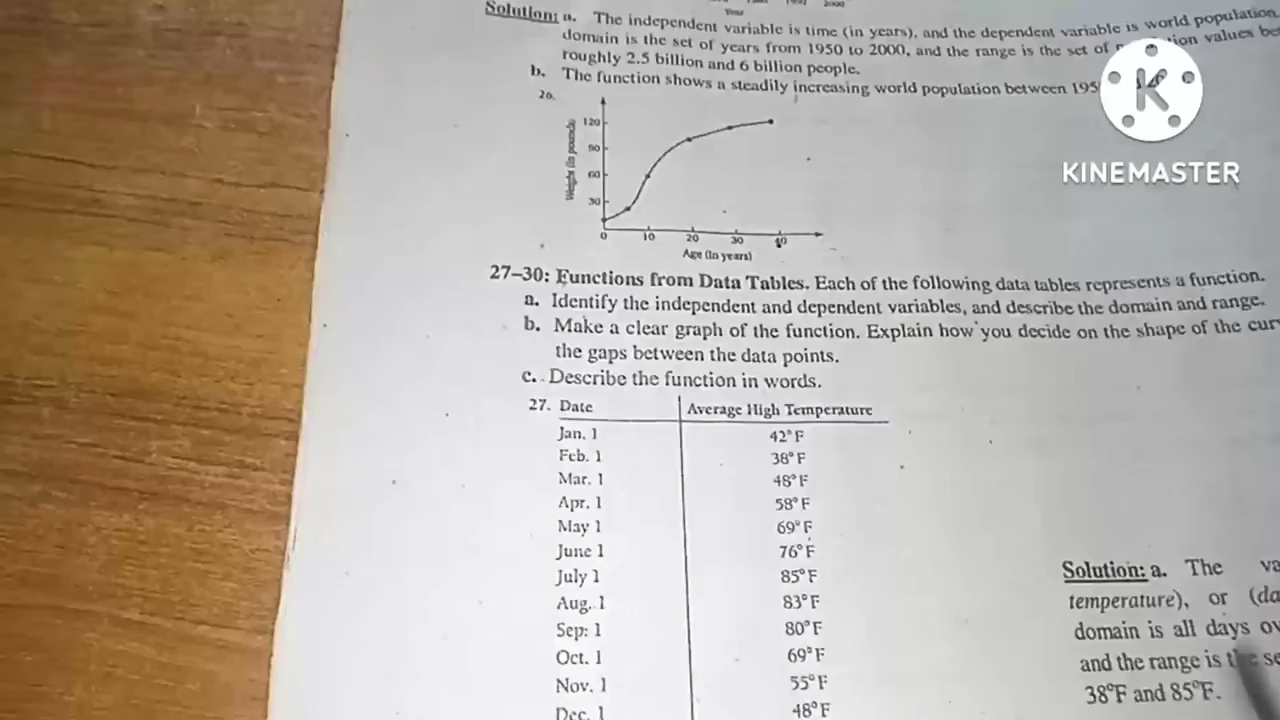 Year 2000
Solution: a. The independent variable is time (in years), and the dependent variable is world population.
domain is the set of years from 1950 to 2000, and the range is the set of values
roughly 2.5 billion and 6 billion people.
b. The function shows a steadily increasing world population between
26.
120
90
60
30
0 10 20 30 40
Weight (in pounds)
Age (in years)
27–30: Functions from Data Tables. Each of the following data tables represents a function.
a. Identify the independent and dependent variables, and describe the domain and range.
b. Make a clear graph of the function. Explain how you decide on the shape of the
the gaps between the data points.
c. Describe the function in words.
27. Date Average High Temperature
Jan. 1 42°F
Feb. 1 38°F
Mar. 1 48°F
Apr. 1 58°F
May 1 69°F
June 1 76°F
July 1 85°F
Aug. 1 83°F
Sep: 1 80°F
Oct. 1 69°F
Nov. 1 55°F
Dec. 1 48°F
Solution: a. The
temperature), or
domain is all days
and the range is
38°F and 85°F.
K
KINEMASTER